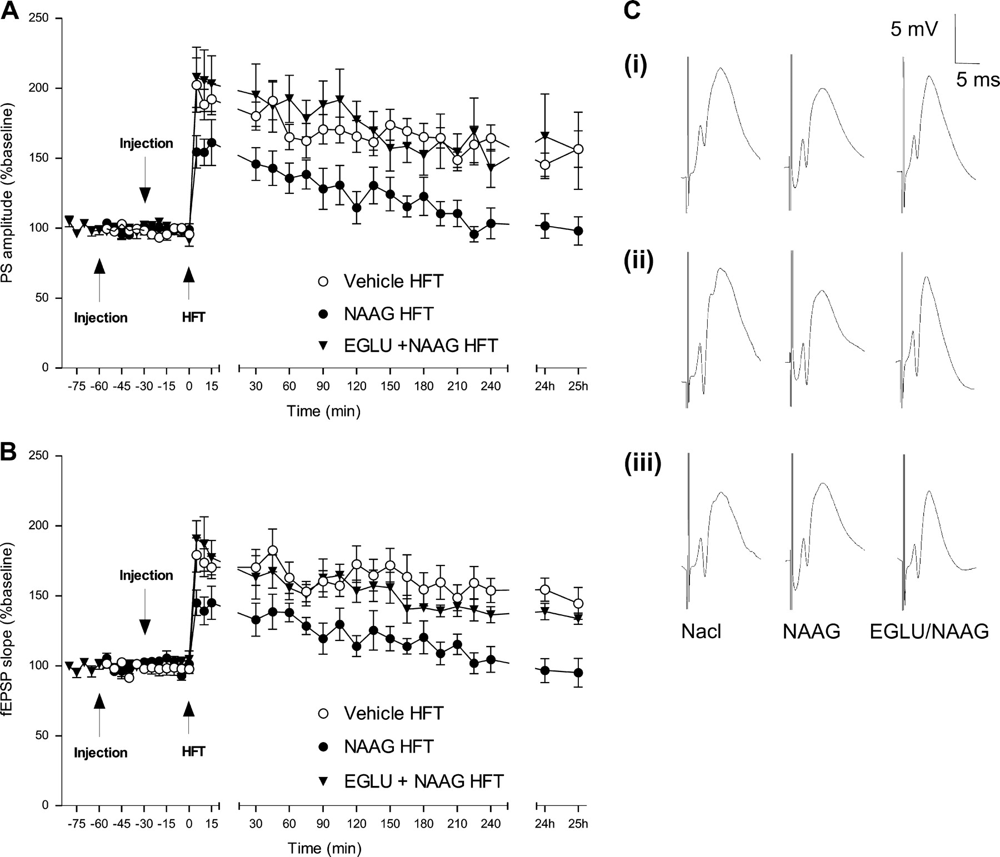 A
PS amplitude (%baseline)
250
200
150
100
50
0
Injection
Injection
HFT
Vehicle HFT
NAAG HFT
EGLU +NAAG HFT
-75 -60 -45 -30 -15 0 15 30 60 90 120 150 180 210 240 24h 25h
Time (min)
B
fEPSP slope (%baseline)
250
200
150
100
50
0
Injection
Injection
HFT
Vehicle HFT
NAAG HFT
EGLU + NAAG HFT
-75 -60 -45 -30 -15 0 15 30 60 90 120 150 180 210 240 24h 25h
Time (min)
C
5 mV
5 ms
(i)
(ii)
(iii)
Nacl NAAG EGLU/NAAG